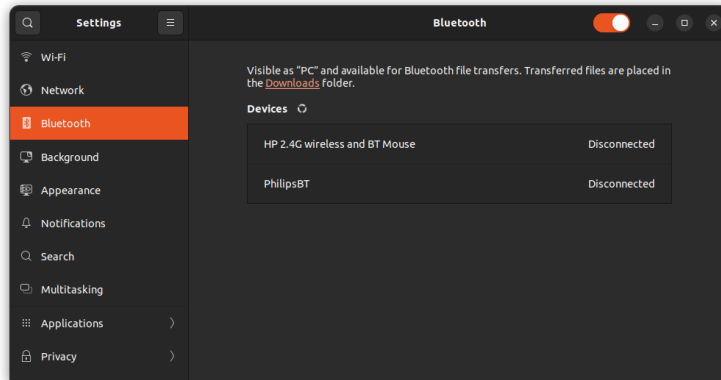 Settings
Bluetooth
Wi-Fi
Network
Bluetooth
Background
Appearance
Notifications
Search
Multitasking
Applications
Privacy
Visible as “PC” and available for Bluetooth file transfers. Transferred files are placed in
the Downloads folder.
Devices
HP 2.4G wireless and BT Mouse Disconnected
PhilipsBT Disconnected